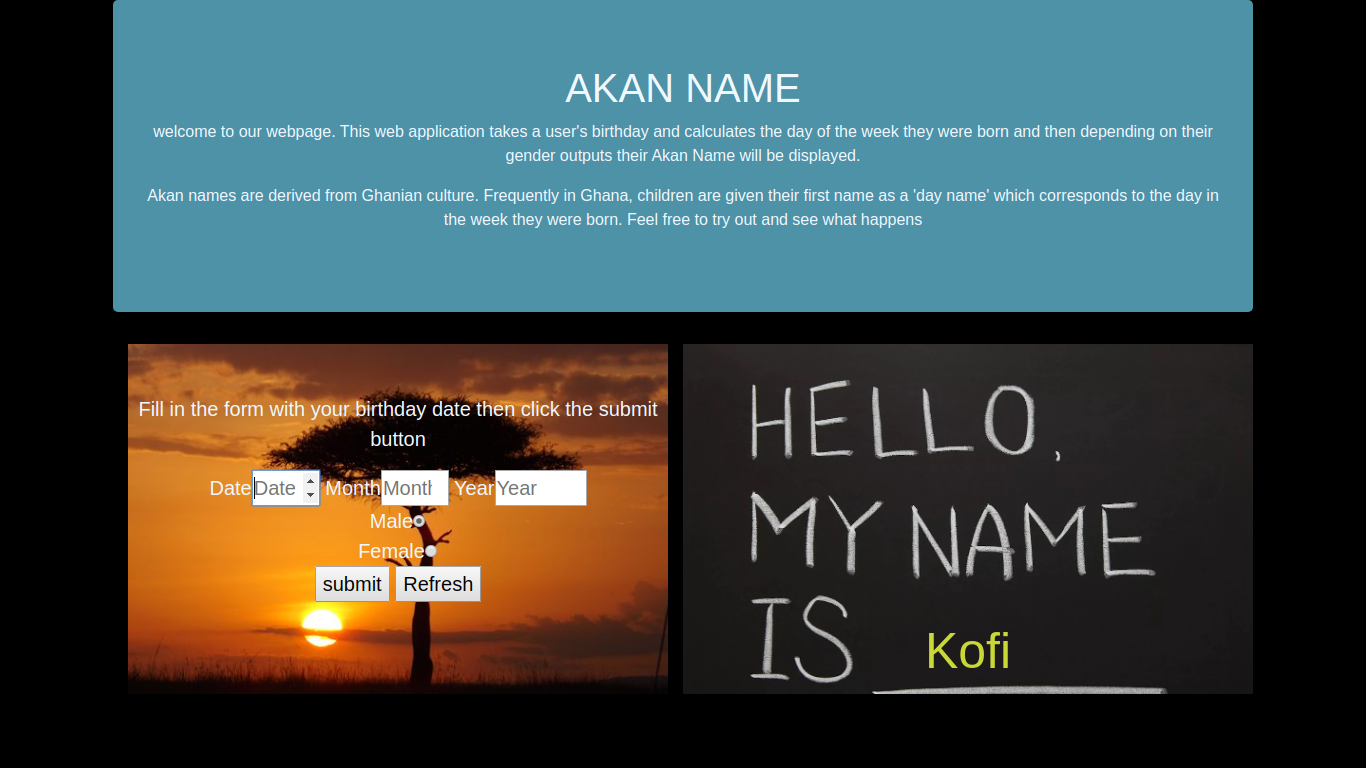 AKAN NAME
welcome to our webpage. This web application takes a user's birthday and calculates the day of the week they were born and then depending on their
gender outputs their Akan Name will be displayed.
Akan names are derived from Ghanian culture. Frequently in Ghana, children are given their first name as a 'day name' which corresponds to the day in
the week they were born. Feel free to try out and see what happens
Fill in the form with your birthday date then click the submit
button
Date Date Month Month Year Year
Male
Female
submit Refresh
HELLO,
MY NAME
IS Kofi